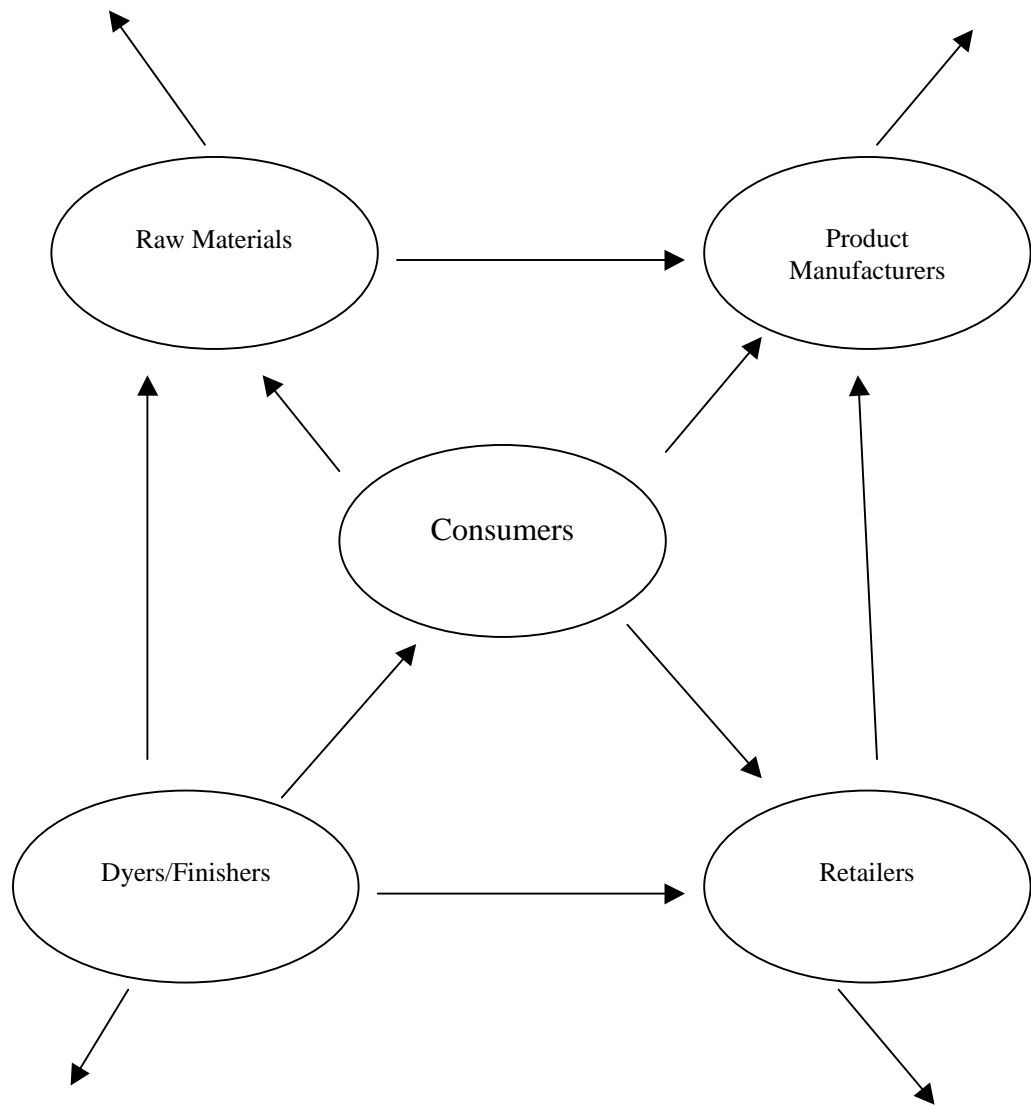 Raw Materials
Product
Manufacturers
Consumers
Dyers/Finishers
Retailers